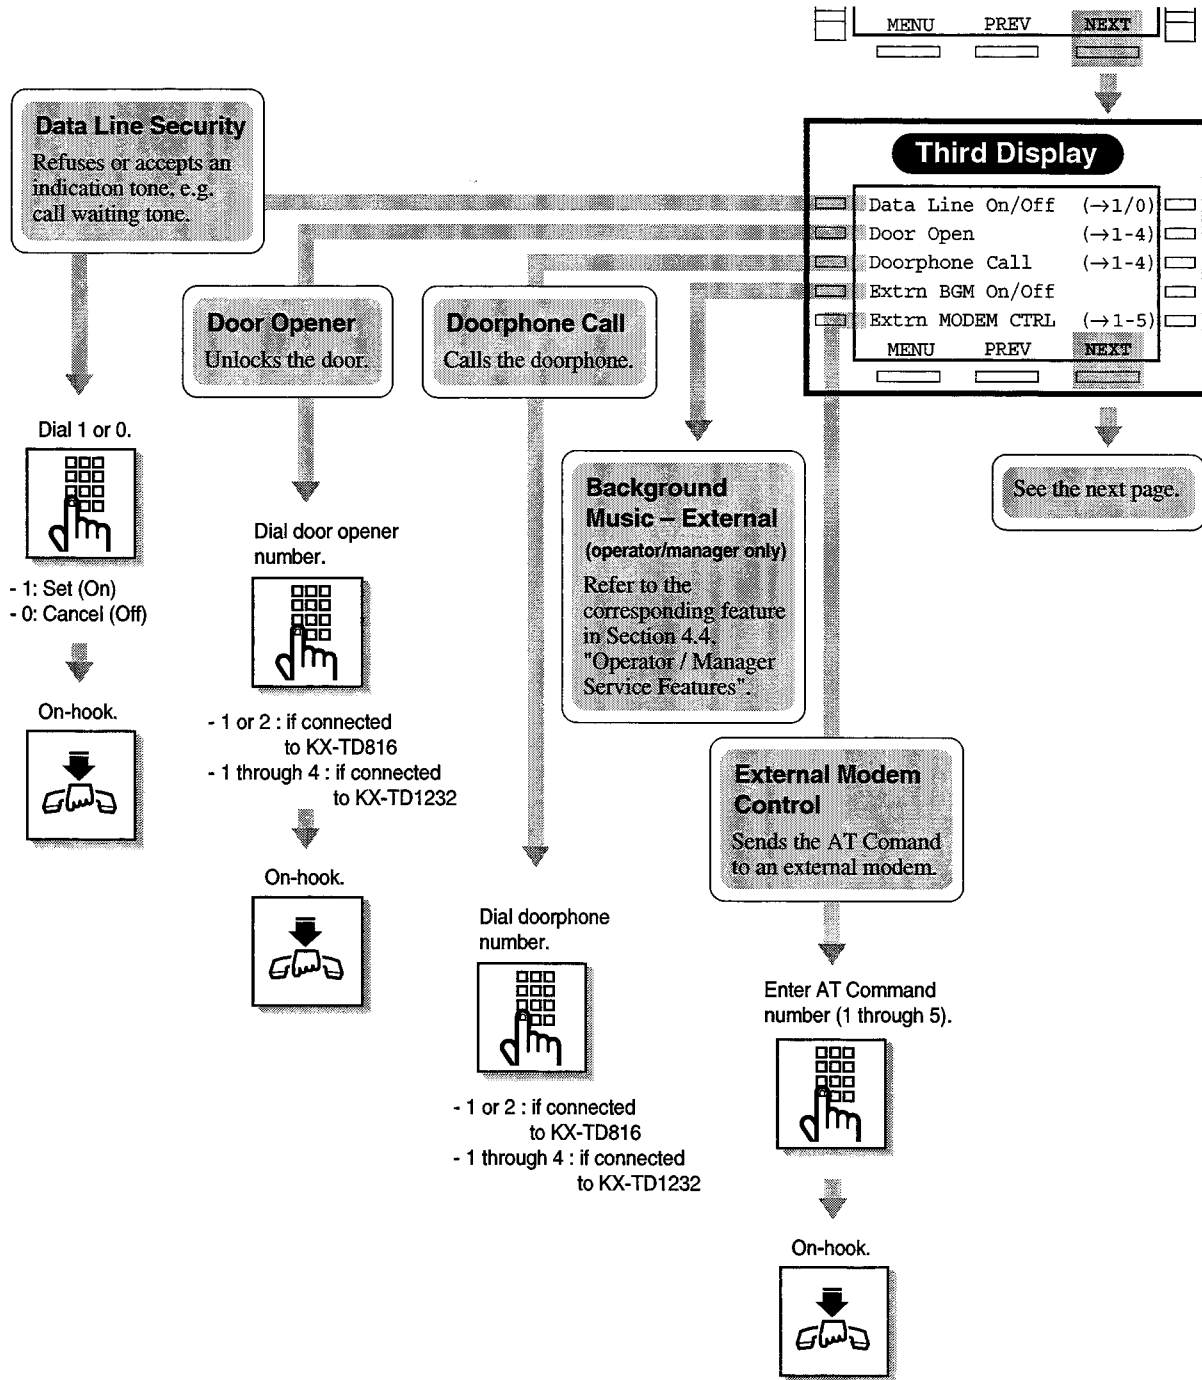 MENU PREV NEXT
Third Display
Data Line On/Off (→1/0)
Door Open (→1-4)
Doorphone Call (→1-4)
Extrn BGM On/Off
Extrn MODEM CTRL (→1-5)
MENU PREV NEXT
See the next page.
Data Line Security
Refuses or accepts an
indication tone, e.g.
call waiting tone.
Dial 1 or 0.
- 1: Set (On)
- 0: Cancel (Off)
On-hook.
Door Opener
Unlocks the door.
Dial door opener
number.
- 1 or 2 : if connected
to KX-TD816
- 1 through 4 : if connected
to KX-TD1232
On-hook.
Doorphone Call
Calls the doorphone.
Dial doorphone
number.
- 1 or 2 : if connected
to KX-TD816
- 1 through 4 : if connected
to KX-TD1232
Background
Music – External
(operator/manager only)
Refer to the
corresponding feature
in Section 4.4,
"Operator / Manager
Service Features".
External Modem
Control
Sends the AT Comand
to an external modem.
Enter AT Command
number (1 through 5).
On-hook.